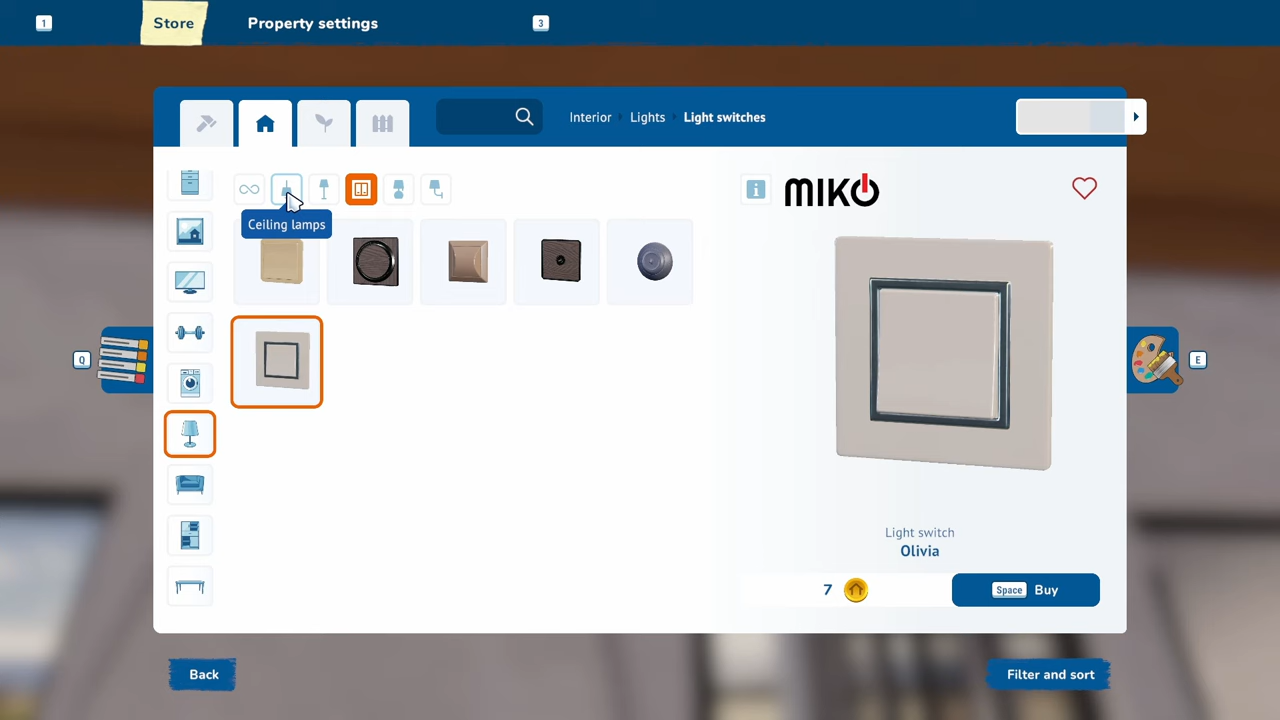 1
Store
Property settings
3
Interior
Lights
Light switches
MIKO
Ceiling lamps
Q
E
Light switch
Olivia
7
Space
Buy
Back
Filter and sort